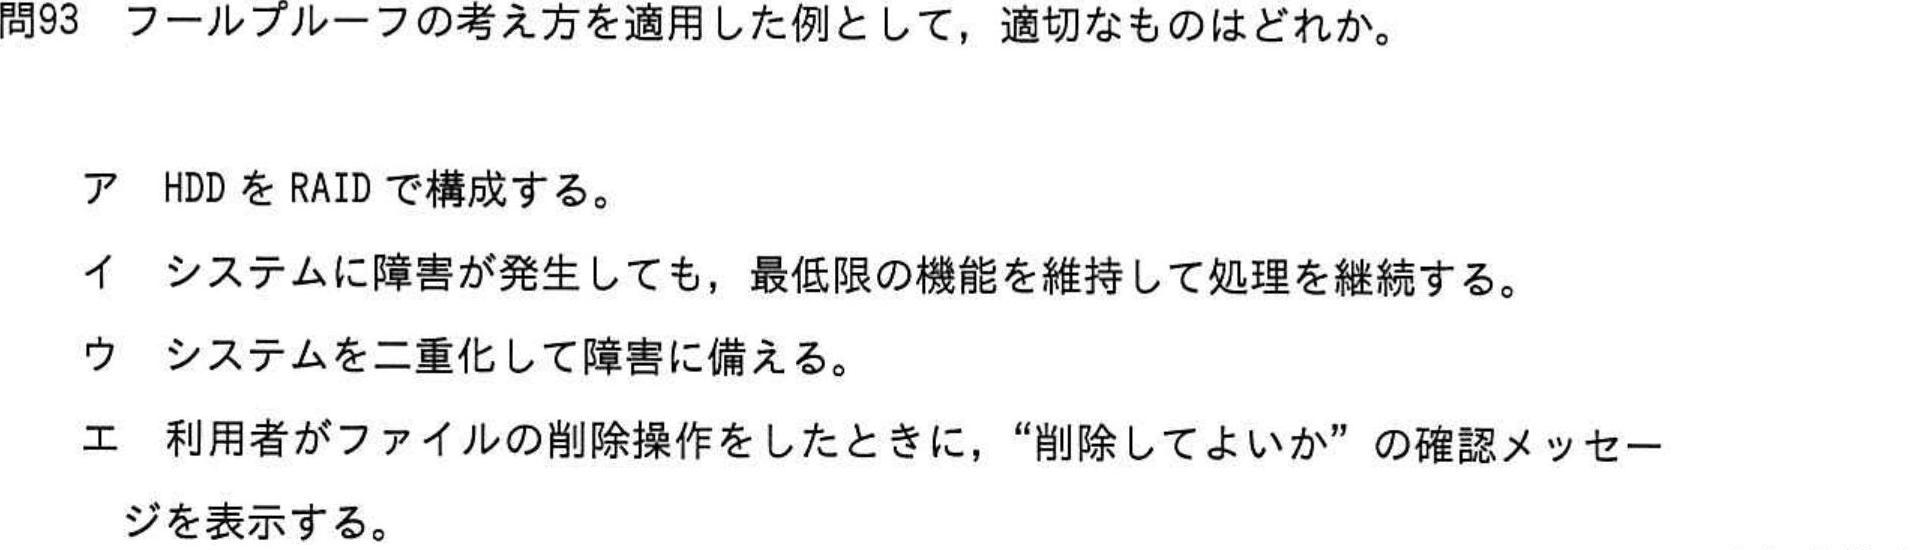 問93 フールプルーフの考え方を適用した例として，適切なものはどれか。
ア HDD を RAID で構成する。
イ システムに障害が発生しても，最低限の機能を維持して処理を継続する。
ウ システムを二重化して障害に備える。
エ 利用者がファイルの削除操作をしたときに，“削除してよいか” の確認メッセー
ジを表示する。